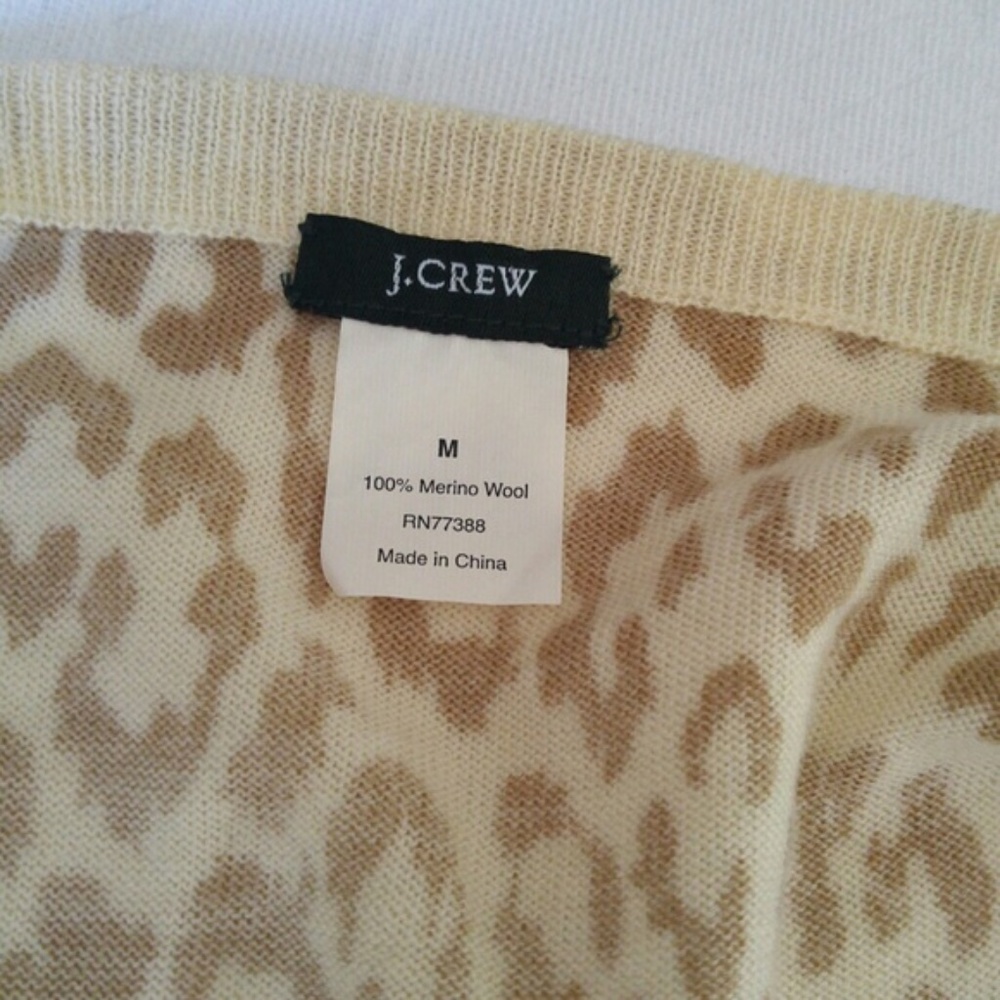 J.CREW
M
100% Merino Wool
RN77388
Made in China